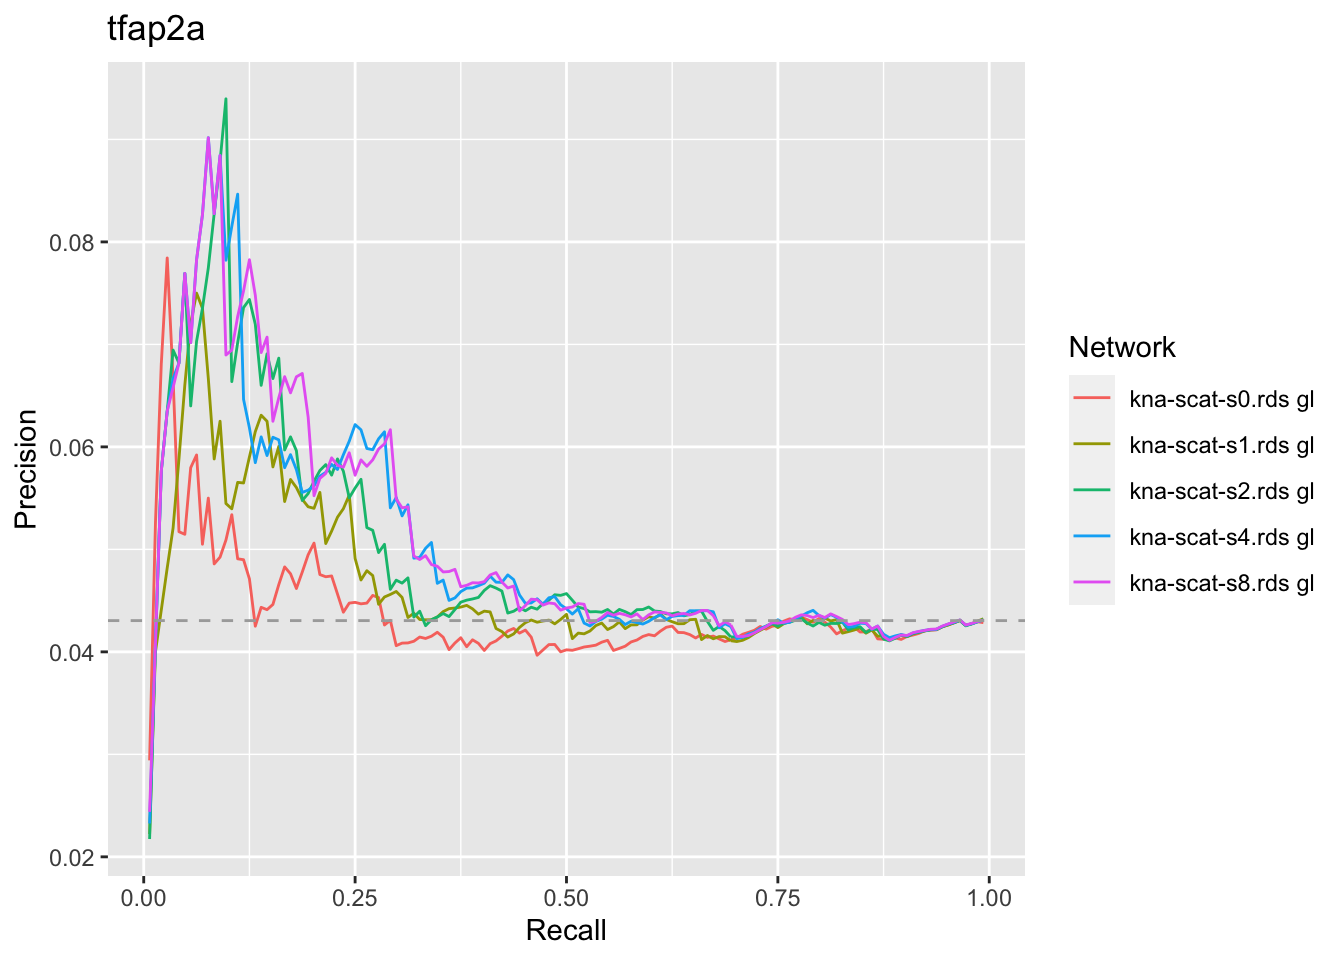 tfap2a
Precision
0.08
0.06
0.04
0.02
0.00
0.25
0.50
0.75
1.00
Recall
Network
kna-scat-s0.rds gl
kna-scat-s1.rds gl
kna-scat-s2.rds gl
kna-scat-s4.rds gl
kna-scat-s8.rds gl